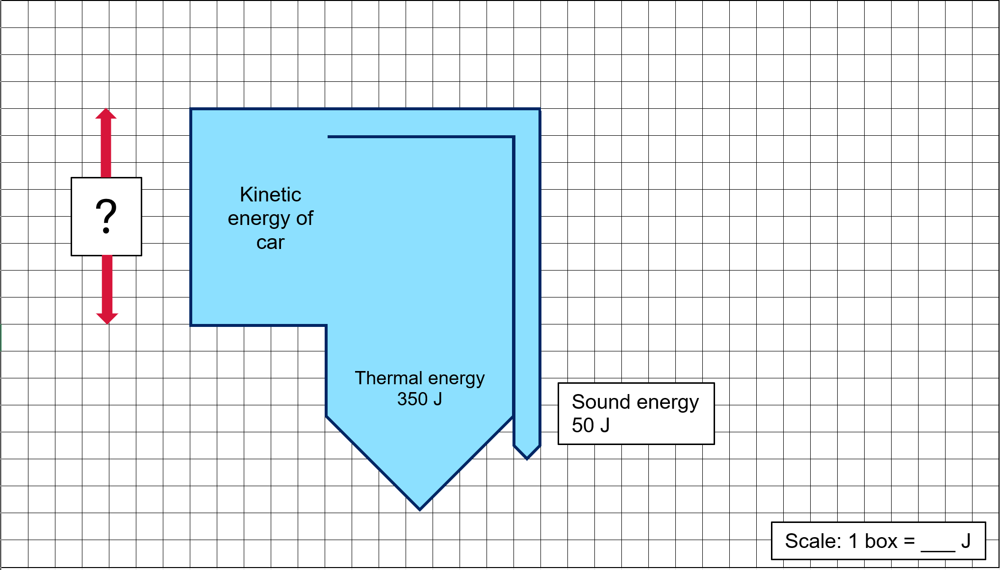 ?
Kinetic
energy of
car
Thermal energy
350 J
Sound energy
50 J
Scale: 1 box = ___ J